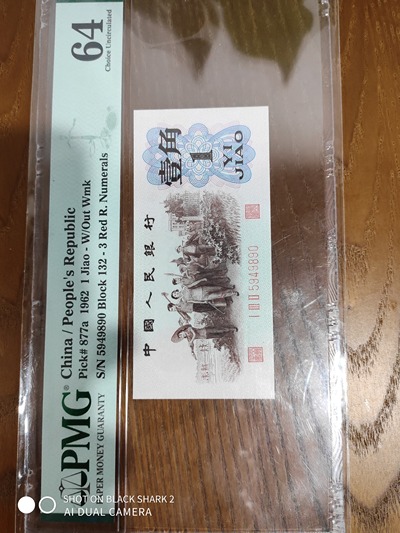 China / People's Republic
Pick# 877a 1962 1 Jiao - W/Out Wmk
S/N 5949890 Block 132 - 3 Red R. Numerals
64
Choice Uncirculated
PMG®
PAPER MONEY GUARANTY
中國人民銀行
壹角
1
YI
JIAO
I III II 5949890
SHOT ON BLACK SHARK 2
AI DUAL CAMERA